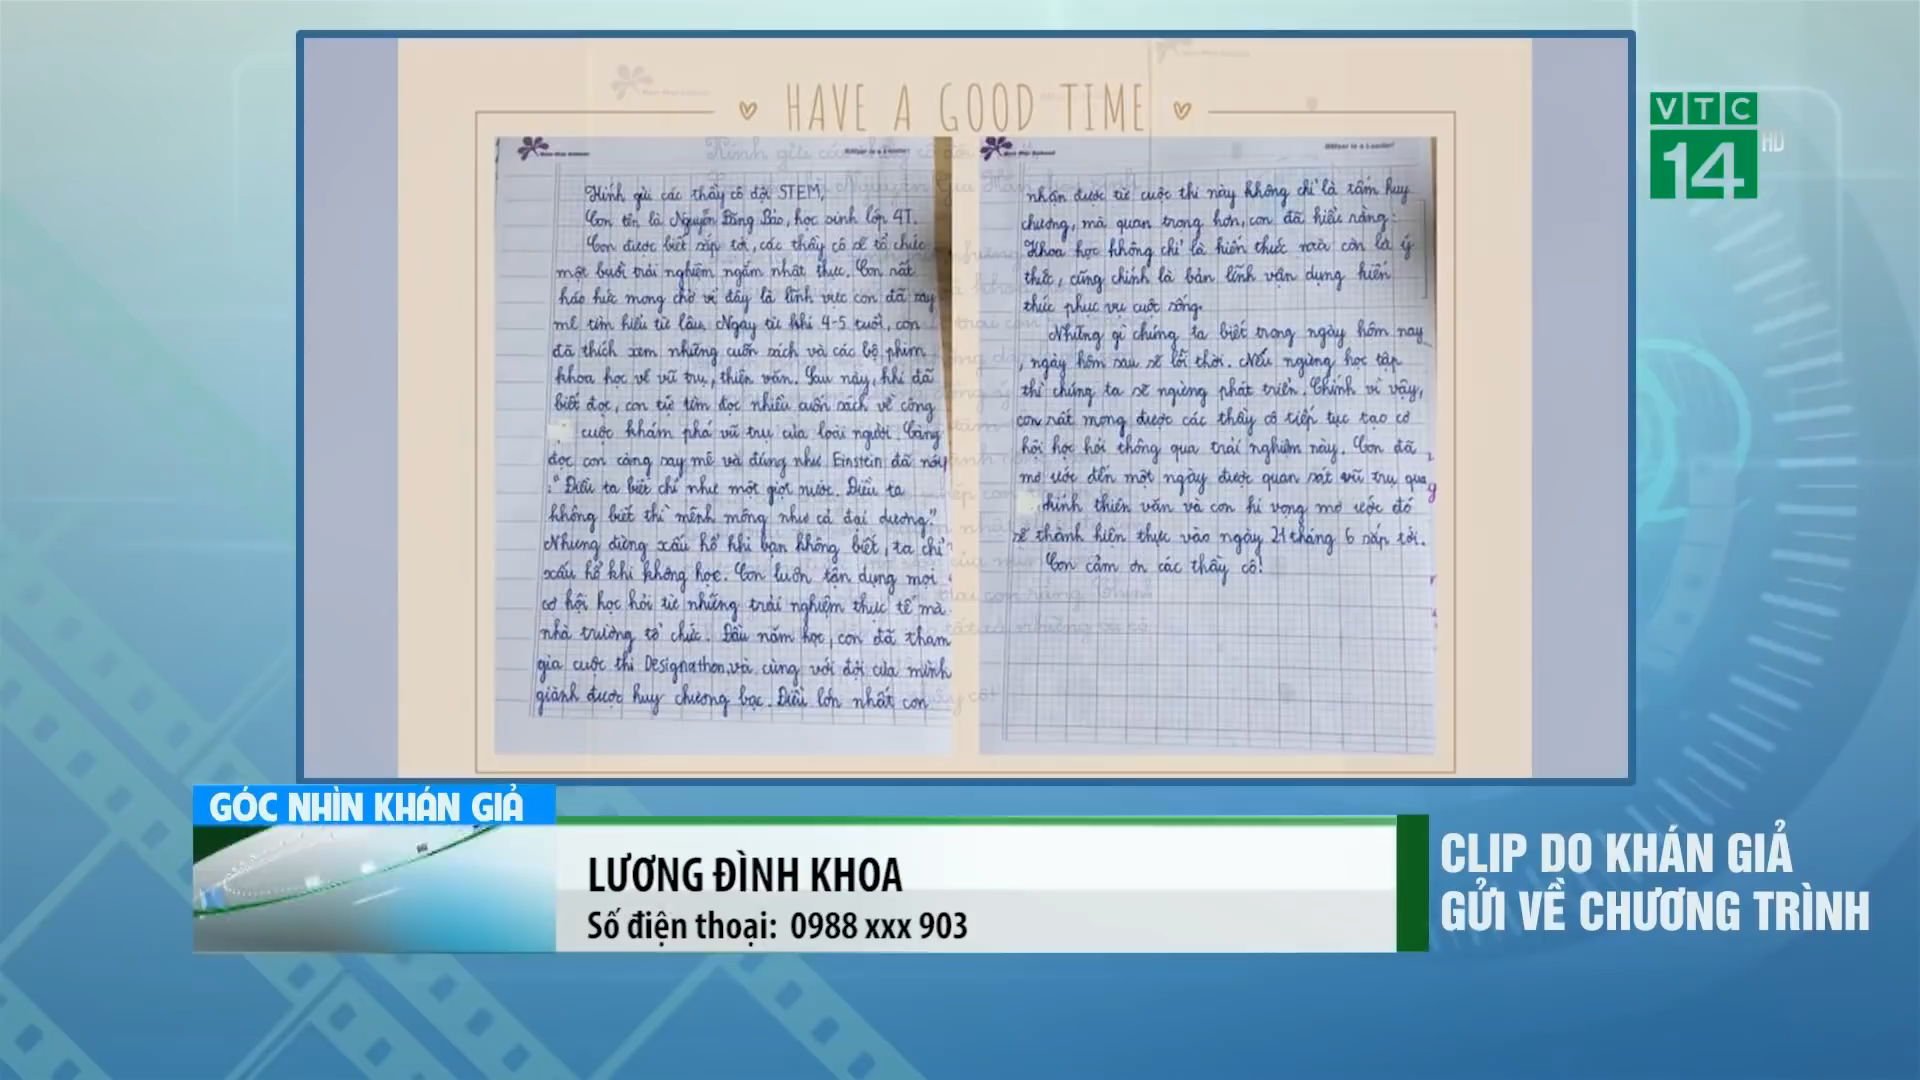 HAVE A GOOD TIME
Kính gửi các thầy cô đội STEM,
Con tên là Nguyễn Đăng Bảo, học sinh lớp 4T.
Con được biết sắp tới, các thầy cô sẽ tổ chức
một buổi trải nghiệm ngắm nhật thực. Con rất
háo hức mong chờ vì đây là lĩnh vực con đã say
mê tìm hiểu từ lâu. Ngay từ khi 4-5 tuổi, con
đã thích xem những cuốn sách và các bộ phim
khoa học về vũ trụ, thiên văn. Sau này, khi đã
biết đọc, con tự tìm đọc nhiều cuốn sách về công
cuộc khám phá vũ trụ của loài người. Càng
đọc con càng say mê và đúng như Einstein đã nói
:"Điều ta biết chỉ như một giọt nước. Điều ta
không biết thì mênh mông như cả đại dương."
Nhưng đừng xấu hổ khi bạn không biết, ta chỉ
xấu hổ khi không học. Con luôn tận dụng mọi
cơ hội học hỏi từ những trải nghiệm thực tế mà
nhà trường tổ chức. Đầu năm học, con đã tham
gia cuộc thi Designathon và cùng với đội của mình
giành được huy chương bạc. Điều lớn nhất con
nhận được từ cuộc thi này không chỉ là tấm huy
chương, mà quan trọng hơn, con đã hiểu rằng:
Khoa học không chỉ là kiến thức mà còn là ý
thức, cũng chính là bản lĩnh vận dụng kiến
thức phục vụ cuộc sống.
Những gì chúng ta biết trong ngày hôm nay
, ngày hôm sau sẽ lỗi thời. Nếu ngừng học tập
thì chúng ta sẽ ngừng phát triển. Chính vì vậy,
con rất mong được các thầy cô tiếp tục tạo cơ
hội học hỏi thông qua trải nghiệm này. Con đã
mơ ước đến một ngày được quan sát vũ trụ qua
kính thiên văn và con hi vọng mơ ước đó
sẽ thành hiện thực vào ngày 21 tháng 6 sắp tới.
Con cảm ơn các thầy cô!
VTC
14
HD
GÓC NHÌN KHÁN GIẢ
LƯƠNG ĐÌNH KHOA
Số điện thoại: 0988 xxx 903
CLIP DO KHÁN GIẢ
GỬI VỀ CHƯƠNG TRÌNH